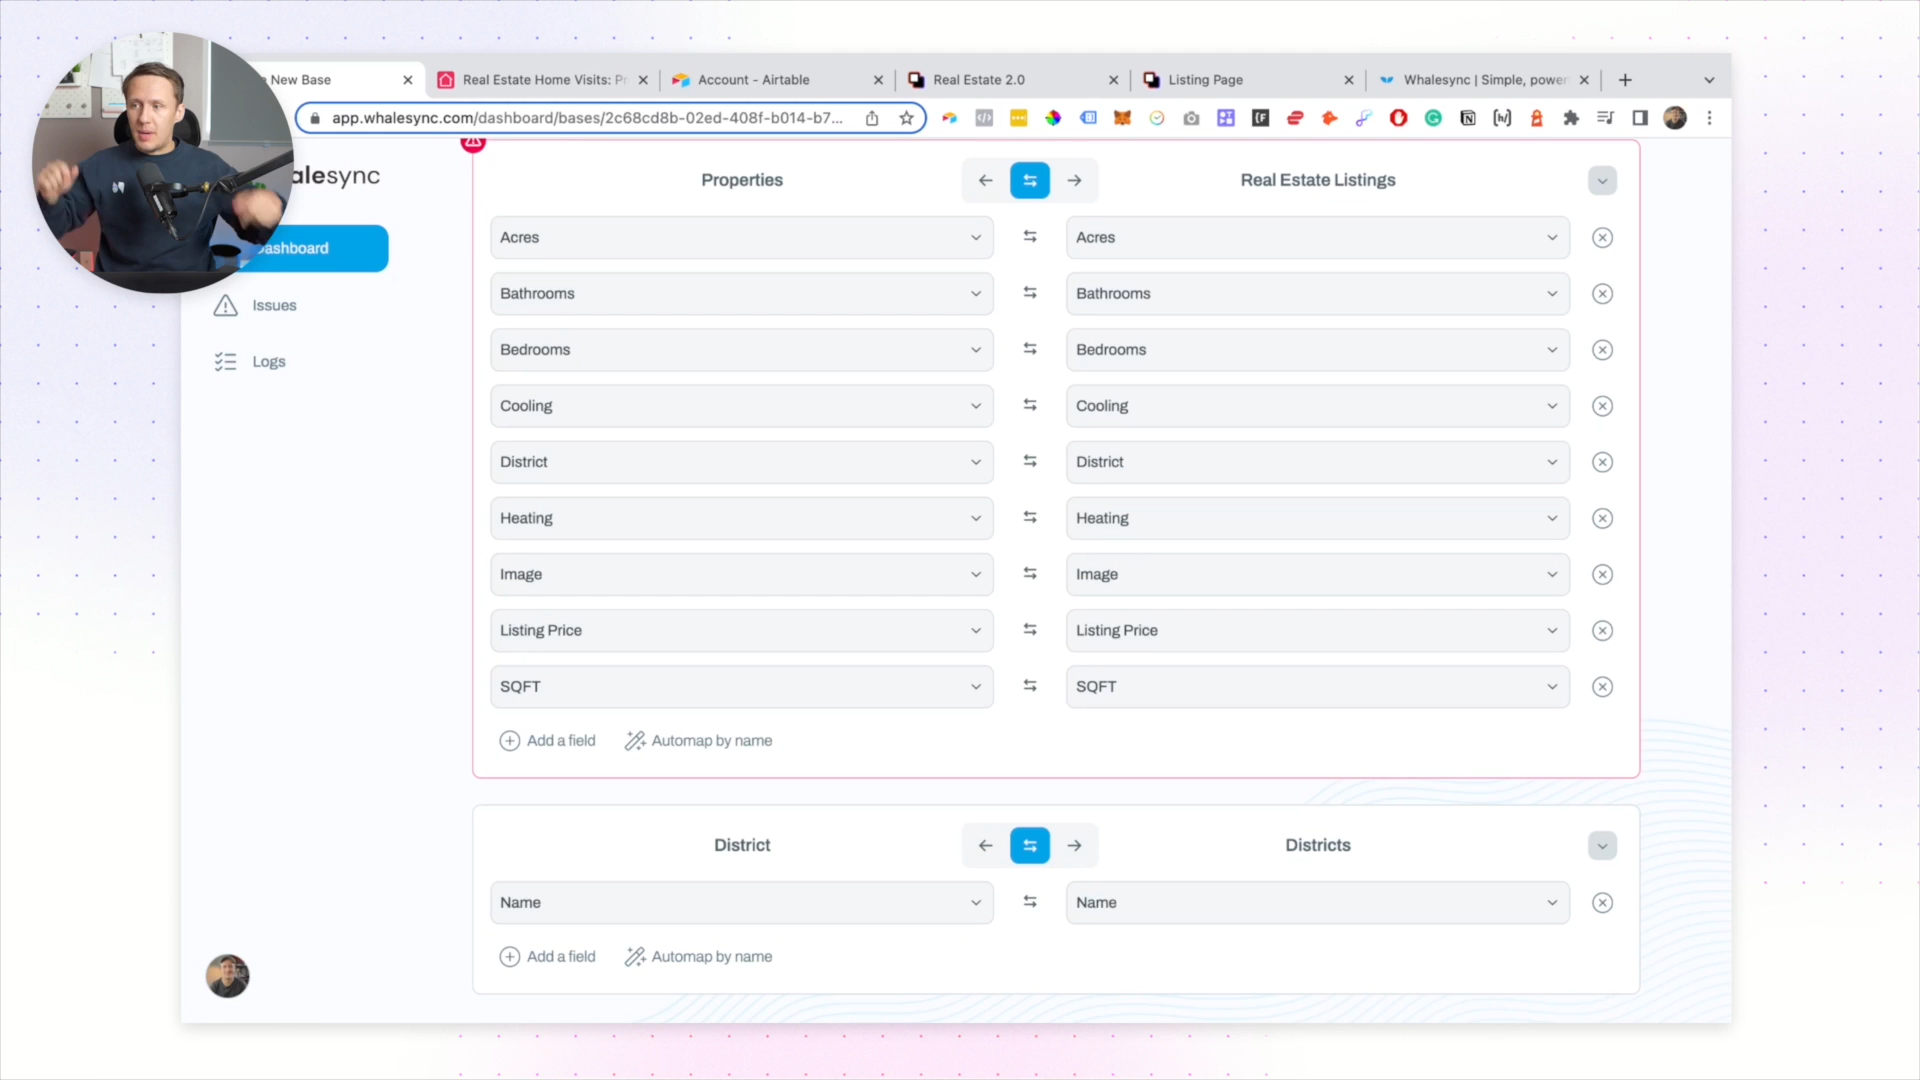 New Base
Real Estate Home Visits: Pr
Account - Airtable
Real Estate 2.0
Listing Page
Whalesync | Simple, power
app.whalesync.com/dashboard/bases/2c68cd8b-02ed-408f-b014-b7...
alesync
Dashboard
Issues
Logs
Properties
Real Estate Listings
Acres
Acres
Bathrooms
Bathrooms
Bedrooms
Bedrooms
Cooling
Cooling
District
District
Heating
Heating
Image
Image
Listing Price
Listing Price
SQFT
SQFT
Add a field
Automap by name
District
Districts
Name
Name
Add a field
Automap by name